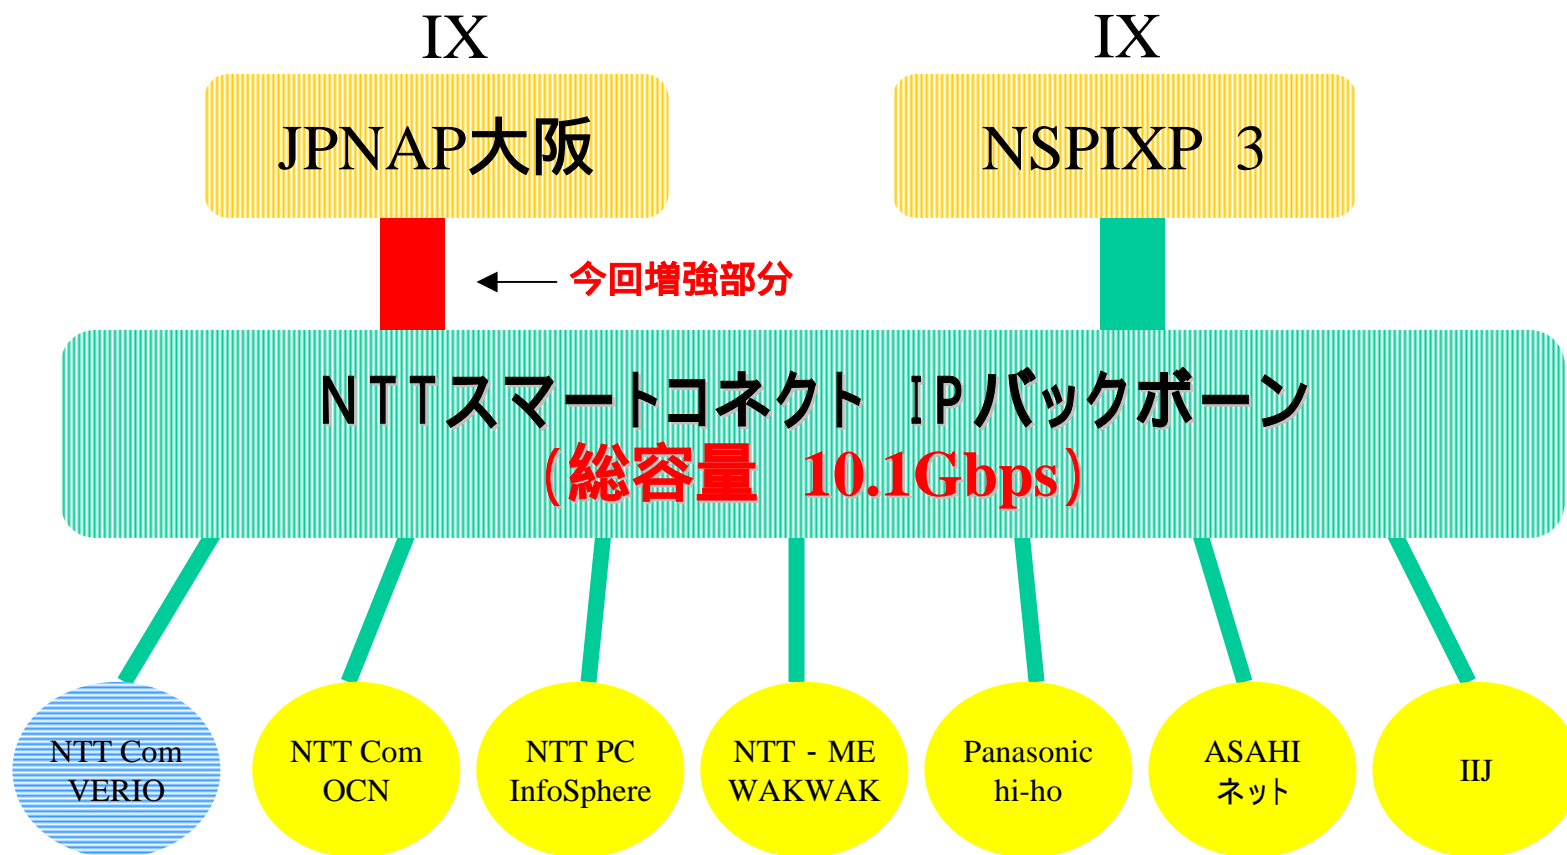 IX
IX
JPNAP大阪
NSPIXP 3
今回増強部分
NTTスマートコネクト IPバックボーン
(総容量 10.1Gbps)
NTT Com
VERIO
NTT Com
OCN
NTT PC
InfoSphere
NTT - ME
WAKWAK
Panasonic
hi-ho
ASAHI
ネット
IIJ